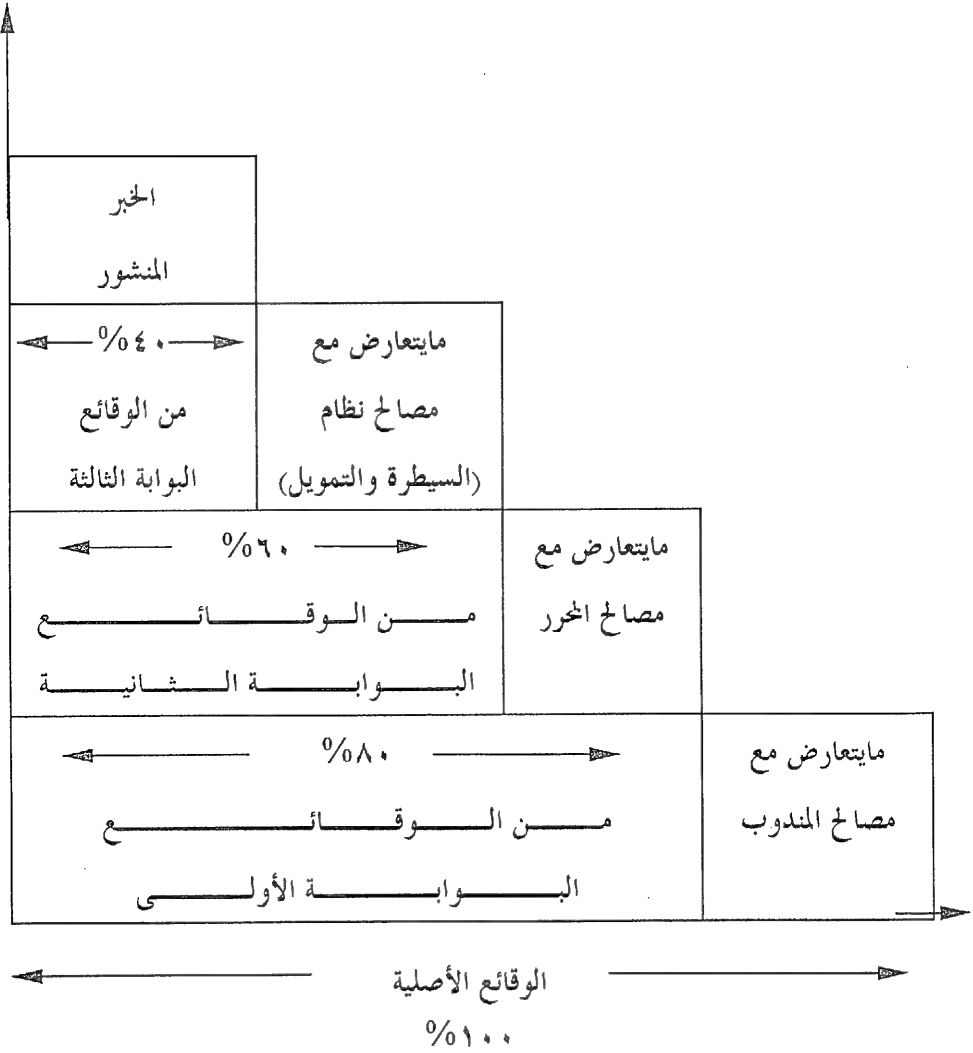 الخبر
المنشور
%٤٠
من الوقائع
البوابة الثالثة
مايتعارض مع
مصالح نظام
(السيطرة والتمويل)
%٦٠
من الوقائع
البوابة الثانية
مايتعارض مع
مصالح المحرر
%٨٠
من الوقائع
البوابة الأولى
مايتعارض مع
مصالح المندوب
الوقائع الأصلية
%١٠٠